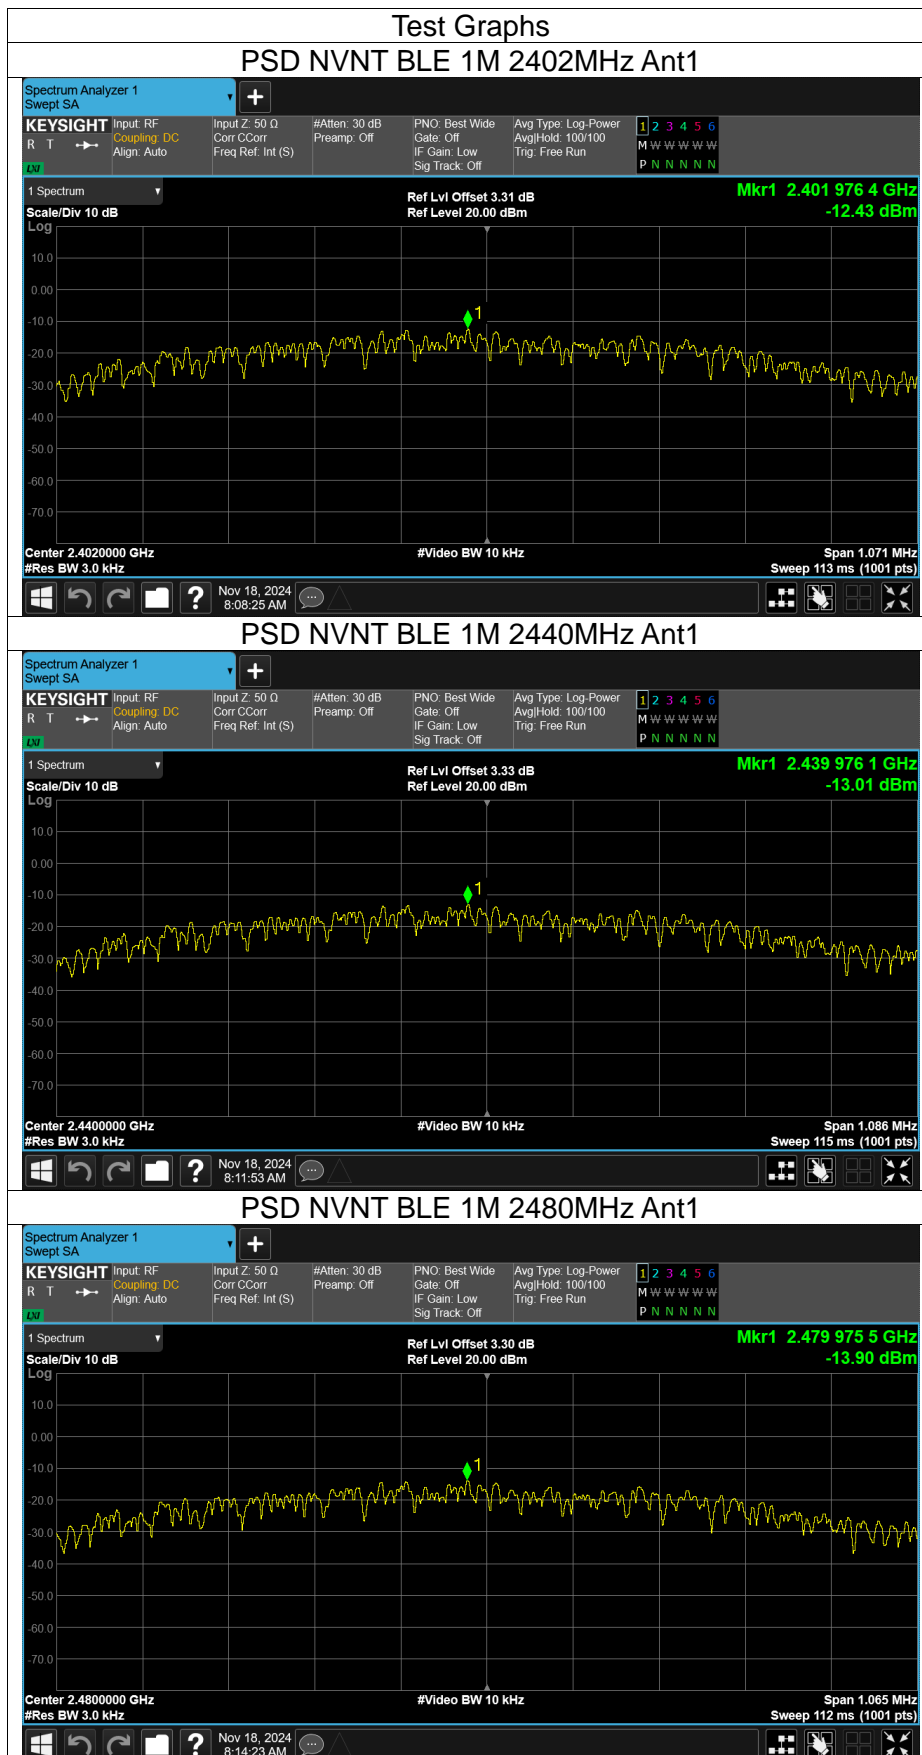 Test Graphs
PSD NVNT BLE 1M 2402MHz Ant1
Spectrum Analyzer 1
Swept SA
+
KEYSIGHT Input: RF Input Z: 50 Ω #Atten: 30 dB PNO: Best Wide Avg Type: Log-Power 1 2 3 4 5 6
R T Coupling: DC Corr CCorr Preamp: Off Gate: Off Avg|Hold: 100/100 M W W W W W
Align: Auto Freq Ref: Int (S) IF Gain: Low Trig: Free Run
LXI Sig Track: Off P N N N N N
1 Spectrum Ref Lvl Offset 3.31 dB Mkr1 2.401 976 4 GHz
Scale/Div 10 dB Ref Level 20.00 dBm -12.43 dBm
Log
10.0
0.00
1
-10.0
-20.0
-30.0
-40.0
-50.0
-60.0
-70.0
Center 2.4020000 GHz #Video BW 10 kHz Span 1.071 MHz
#Res BW 3.0 kHz Sweep 113 ms (1001 pts)
? Nov 18, 2024
8:08:25 AM
PSD NVNT BLE 1M 2440MHz Ant1
Spectrum Analyzer 1
Swept SA
+
KEYSIGHT Input: RF Input Z: 50 Ω #Atten: 30 dB PNO: Best Wide Avg Type: Log-Power 1 2 3 4 5 6
R T Coupling: DC Corr CCorr Preamp: Off Gate: Off Avg|Hold: 100/100 M W W W W W
Align: Auto Freq Ref: Int (S) IF Gain: Low Trig: Free Run
LXI Sig Track: Off P N N N N N
1 Spectrum Ref Lvl Offset 3.33 dB Mkr1 2.439 976 1 GHz
Scale/Div 10 dB Ref Level 20.00 dBm -13.01 dBm
Log
10.0
0.00
1
-10.0
-20.0
-30.0
-40.0
-50.0
-60.0
-70.0
Center 2.4400000 GHz #Video BW 10 kHz Span 1.086 MHz
#Res BW 3.0 kHz Sweep 115 ms (1001 pts)
? Nov 18, 2024
8:11:53 AM
PSD NVNT BLE 1M 2480MHz Ant1
Spectrum Analyzer 1
Swept SA
+
KEYSIGHT Input: RF Input Z: 50 Ω #Atten: 30 dB PNO: Best Wide Avg Type: Log-Power 1 2 3 4 5 6
R T Coupling: DC Corr CCorr Preamp: Off Gate: Off Avg|Hold: 100/100 M W W W W W
Align: Auto Freq Ref: Int (S) IF Gain: Low Trig: Free Run
LXI Sig Track: Off P N N N N N
1 Spectrum Ref Lvl Offset 3.30 dB Mkr1 2.479 975 5 GHz
Scale/Div 10 dB Ref Level 20.00 dBm -13.90 dBm
Log
10.0
0.00
1
-10.0
-20.0
-30.0
-40.0
-50.0
-60.0
-70.0
Center 2.4800000 GHz #Video BW 10 kHz Span 1.065 MHz
#Res BW 3.0 kHz Sweep 112 ms (1001 pts)
? Nov 18, 2024
8:14:23 AM